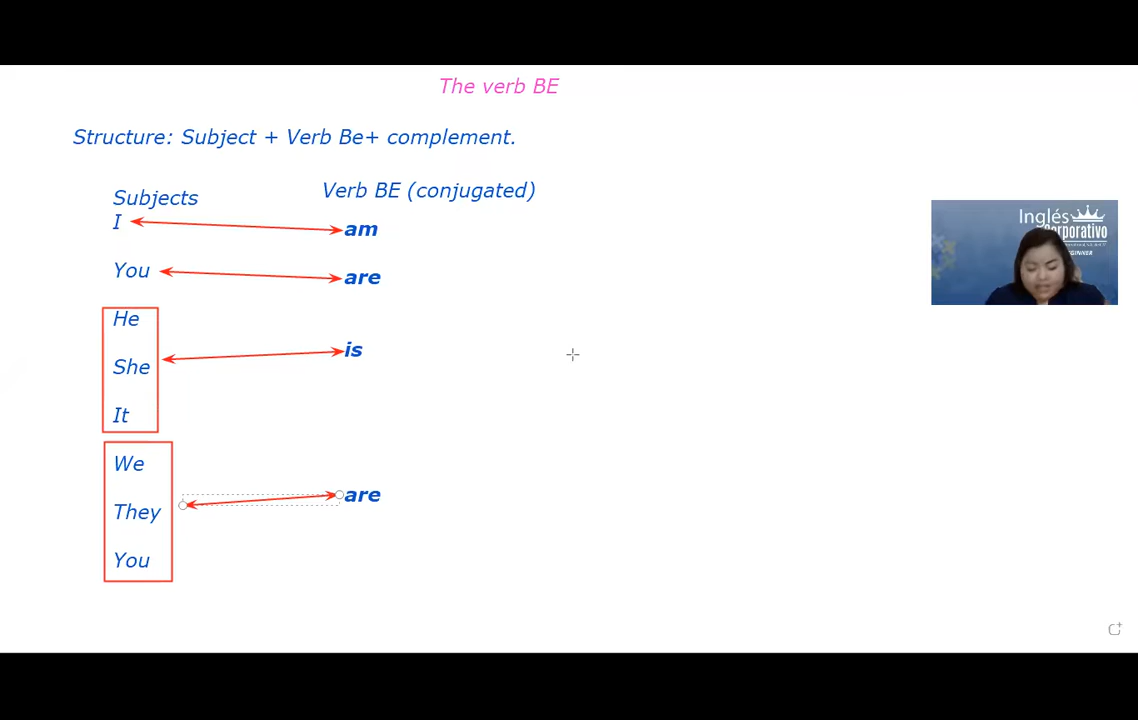 The verb BE
Structure: Subject + Verb Be+ complement.
Subjects
Verb BE (conjugated)
I
am
You
are
He
She
is
It
We
They
are
You
Inglés
Corporativo
BEGINNER